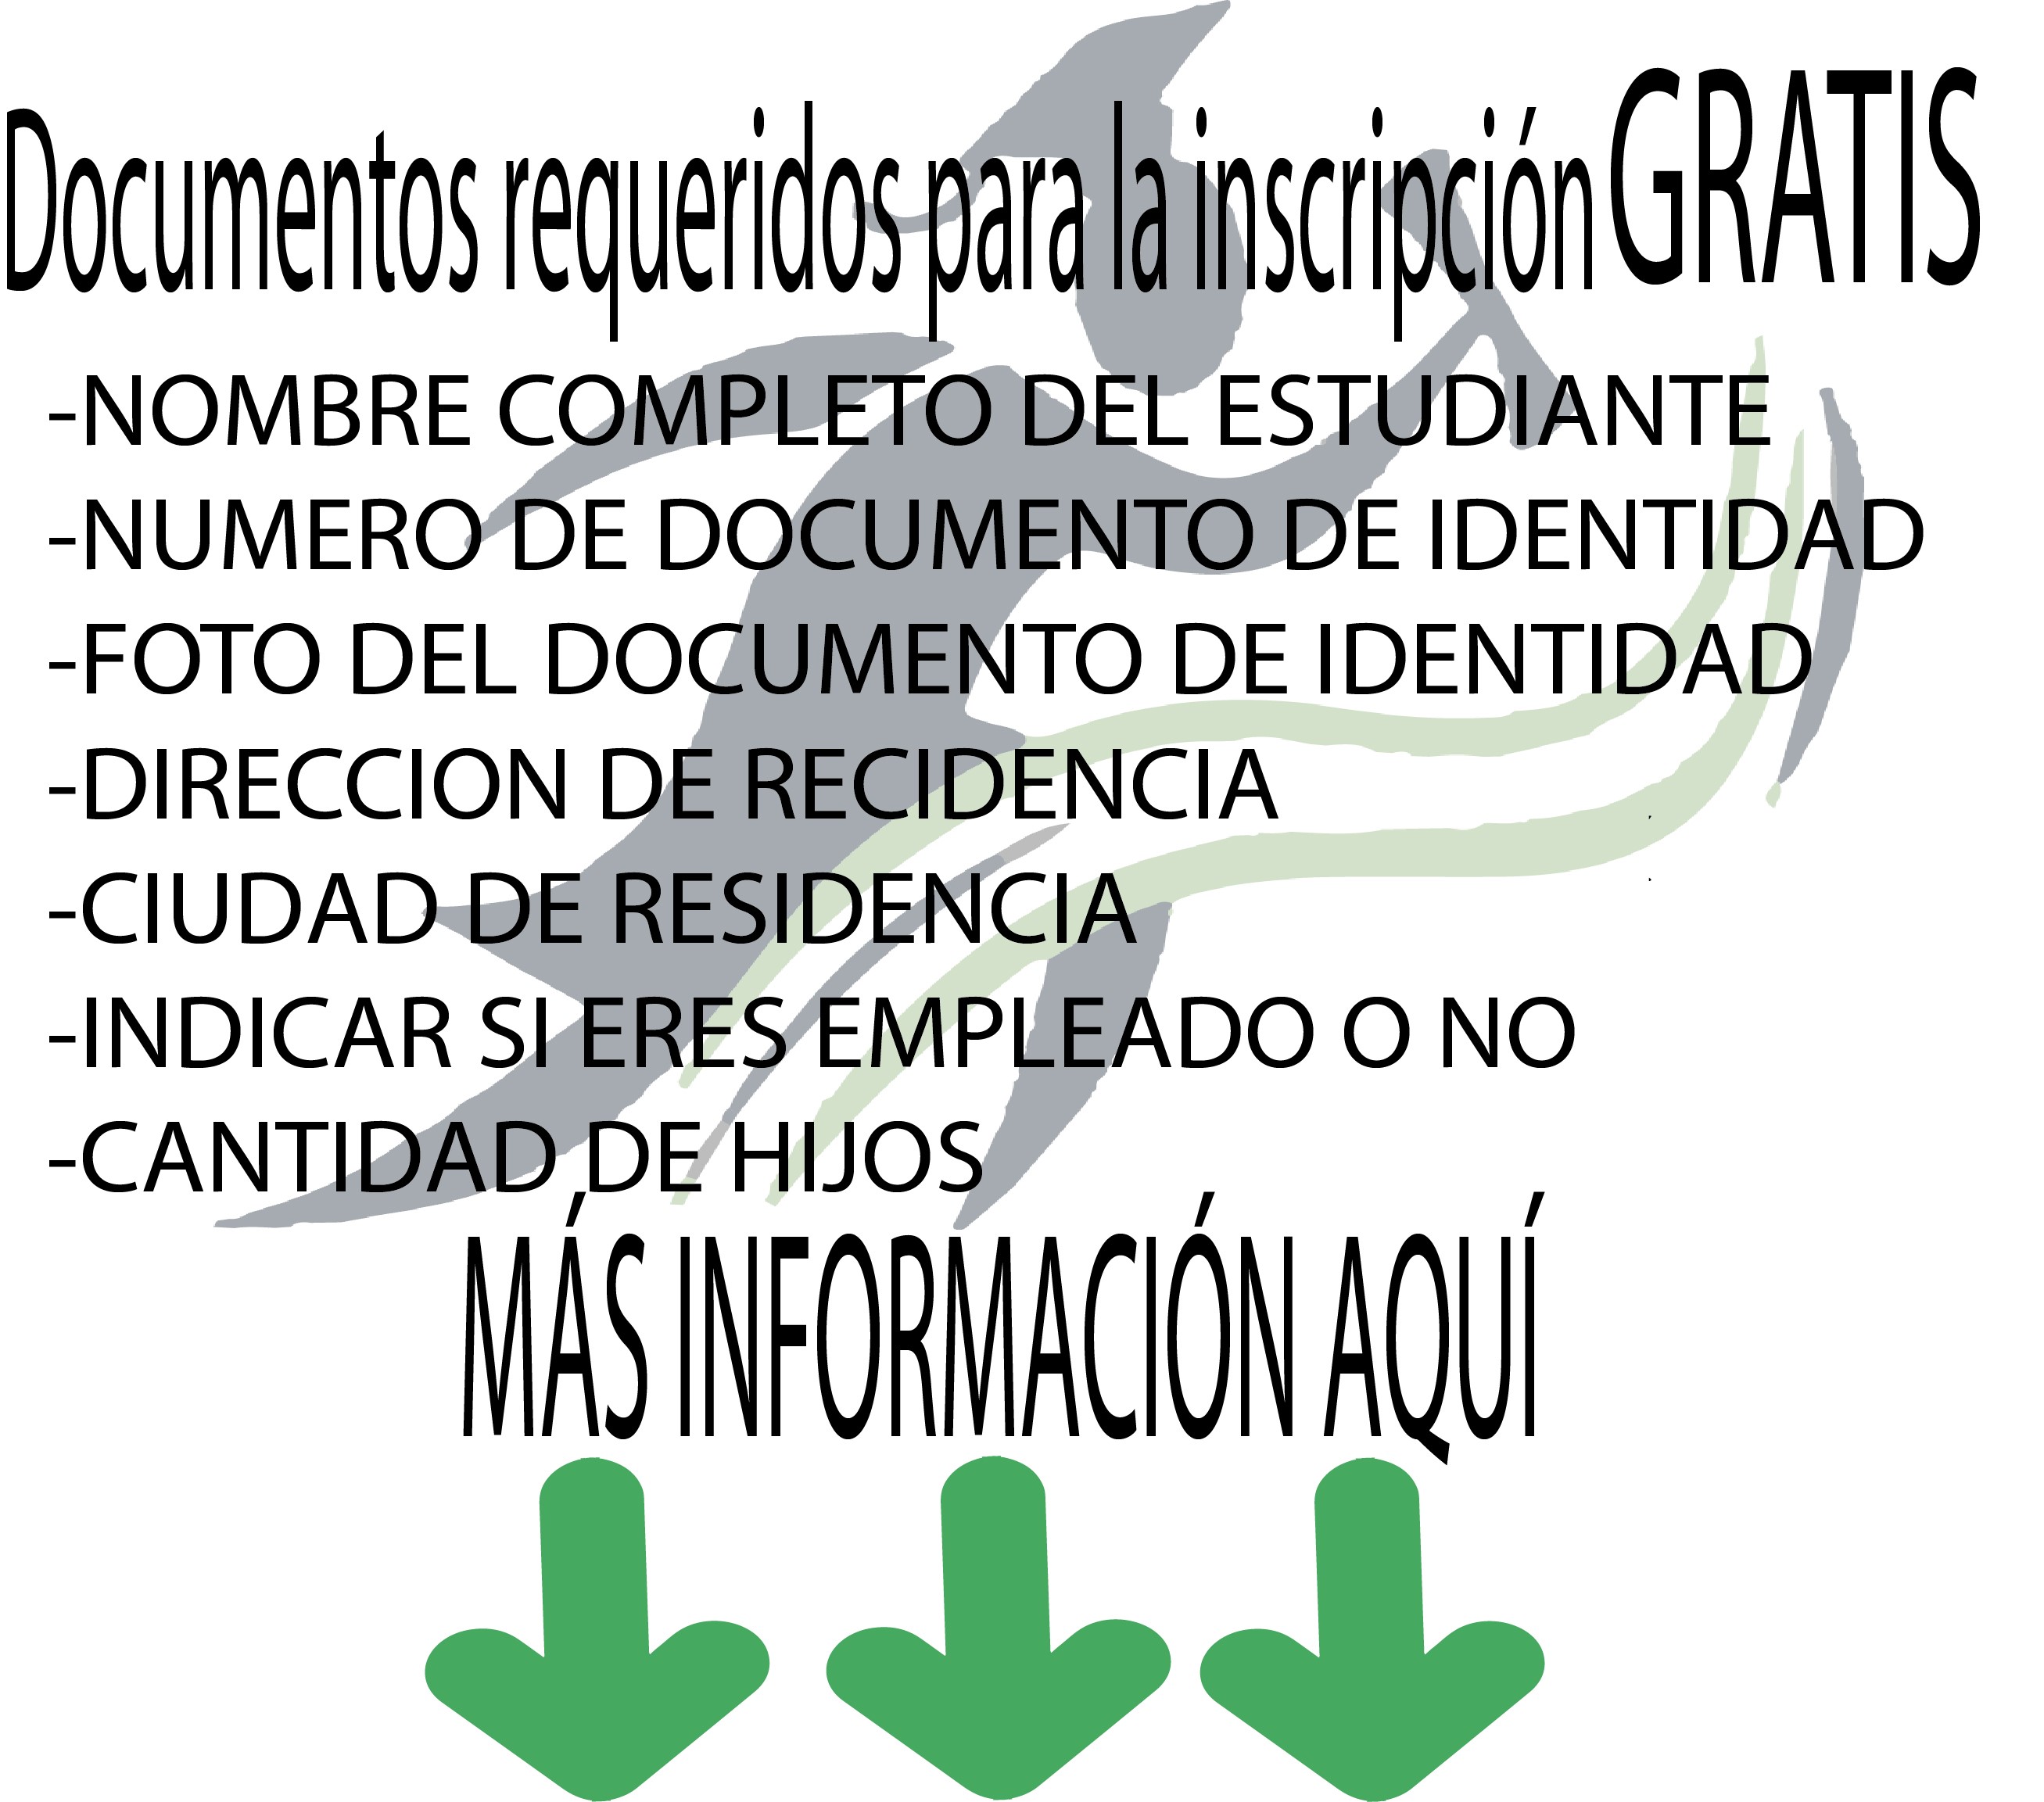 Documentos requeridos para la inscripción GRATIS
-NOMBRE COMPLETO DEL ESTUDIANTE
-NUMERO DE DOCUMENTO DE IDENTIDAD
-FOTO DEL DOCUMENTO DE IDENTIDAD
-DIRECCION DE RECIDENCIA
-CIUDAD DE RESIDENCIA
-INDICAR SI ERES EMPLEADO O NO
-CANTIDAD DE HIJOS
MÁS INFORMACIÓN AQUÍ